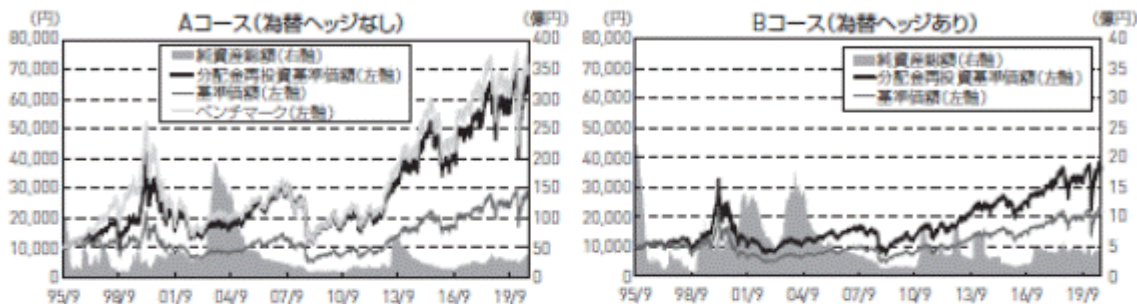 (円) Aコース(為替ヘッジなし) (億円)
80,000 400
70,000 350
60,000 300
50,000 250
40,000 200
30,000 150
20,000 100
10,000 50
0 0
95/9 98/9 01/9 04/9 07/9 10/9 13/9 16/9 19/9
純資産総額(右軸)
分配金再投資基準価額(左軸)
基準価額(左軸)
ベンチマーク(左軸)
(円) Bコース(為替ヘッジあり) (億円)
80,000 40
70,000 35
60,000 30
50,000 25
40,000 20
30,000 15
20,000 10
10,000 5
0 0
95/9 98/9 01/9 04/9 07/9 10/9 13/9 16/9 19/9
純資産総額(右軸)
分配金再投資基準価額(左軸)
基準価額(左軸)